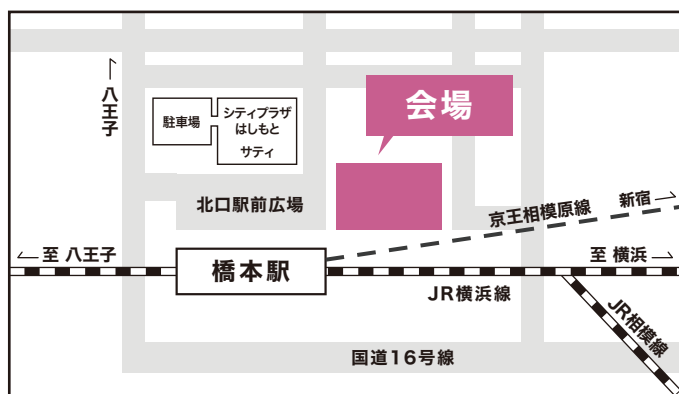 八王子
駐車場
シティプラザ
はしもと
サティ
会場
北口駅前広場
京王相模原線
新宿
至 八王子
橋本駅
至 横浜
JR横浜線
JR相模線
国道16号線